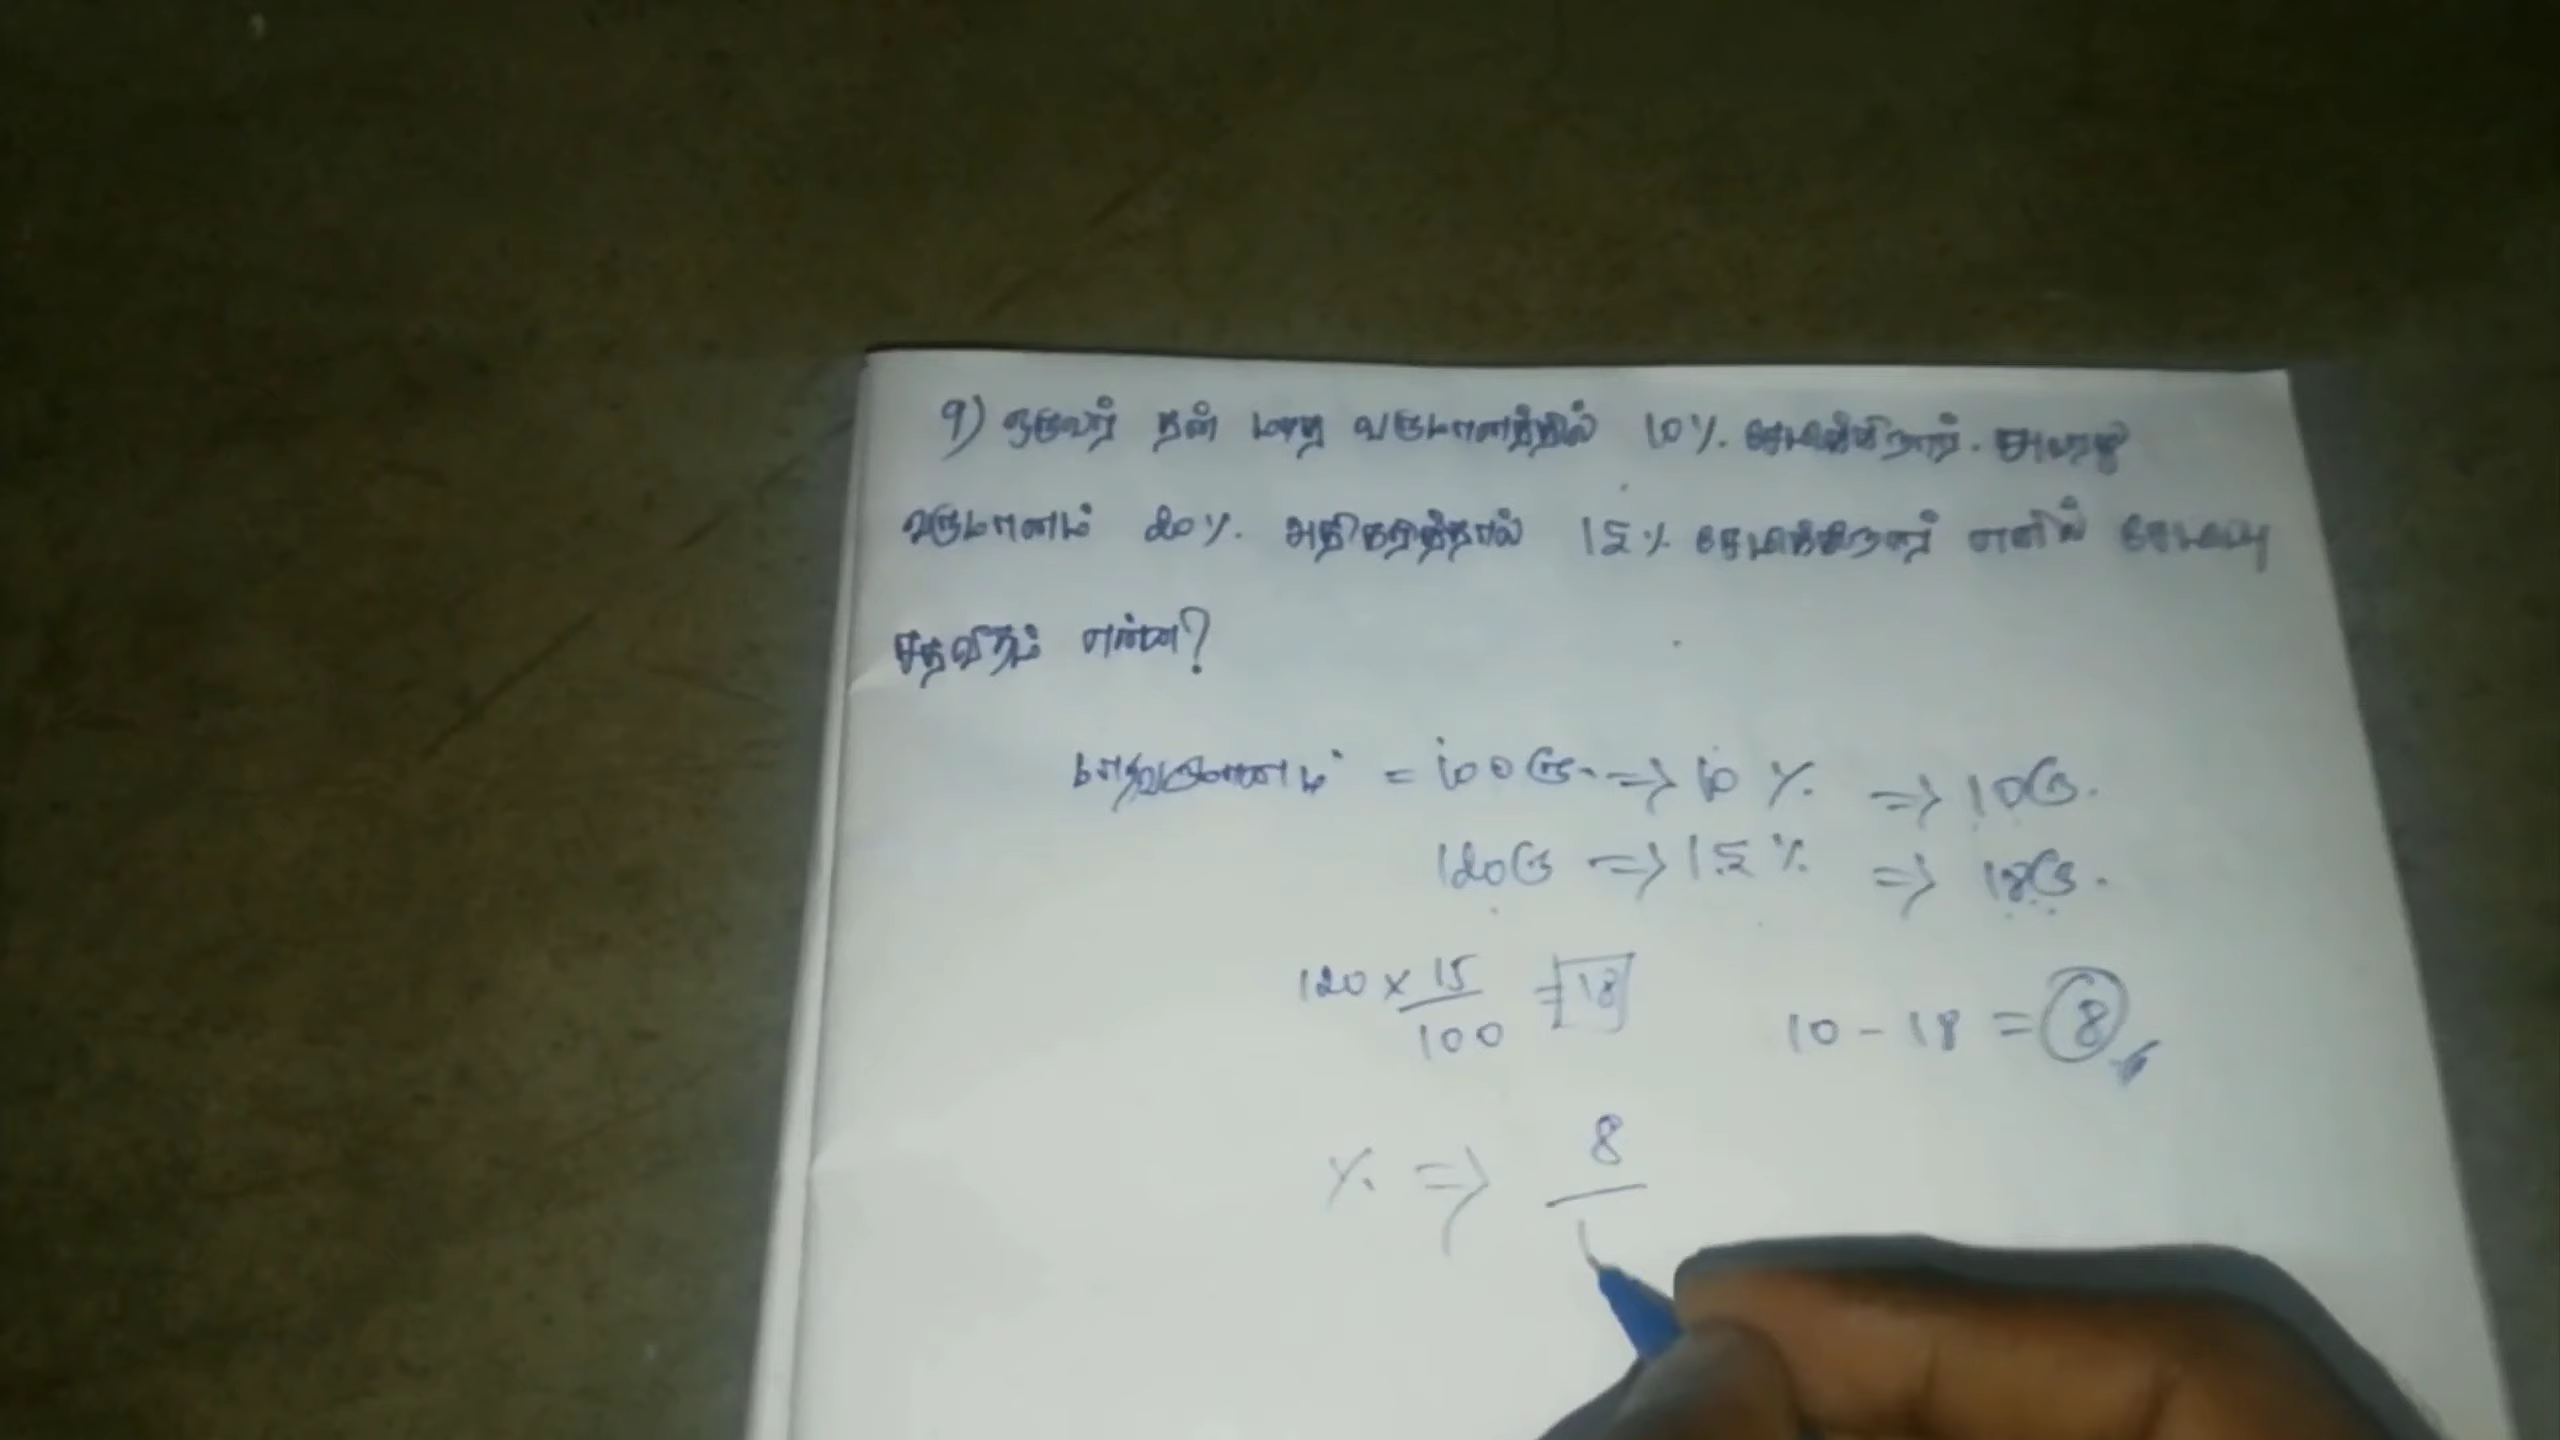 9) ஒருவர் தன் மாத வருமானத்தில் 10%. சேமிக்கிறார். அவரது
வருமானம் 20%. அதிகரித்தால் 15% சேமிக்கிறார் எனில் சேமிப்பு
சதவீதம் என்ன?
மாதவருமானம் = 100ரூ. => 10 %. => 10ரூ.
120ரூ => 15 %. => 18ரூ.
120 x 15/100 = 18
10 - 18 = 8
% => 8/